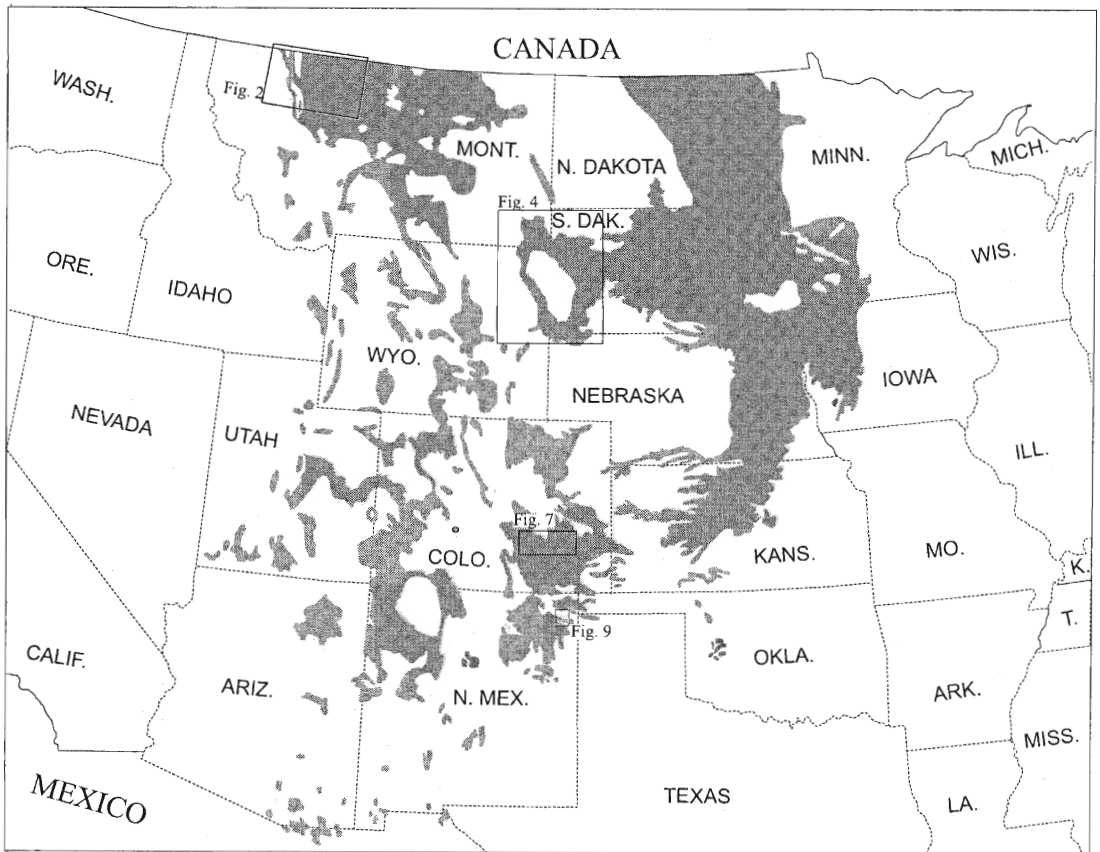 CANADA
WASH.
Fig. 2
MONT.
N. DAKOTA
MINN.
MICH.
Fig. 4
S. DAK.
WIS.
ORE.
IDAHO
WYO.
NEBRASKA
IOWA
NEVADA
UTAH
ILL.
Fig. 7
COLO.
KANS.
MO.
K.
T.
Fig. 9
CALIF.
ARIZ.
N. MEX.
OKLA.
ARK.
MISS.
MEXICO
TEXAS
LA.